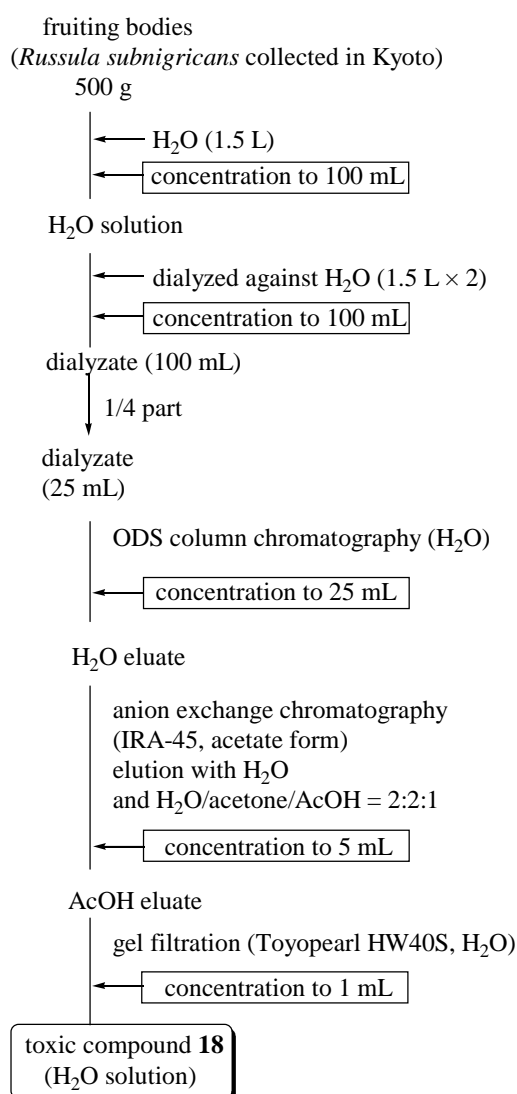 fruiting bodies
(Russula subnigricans collected in Kyoto)
500 g
H₂O (1.5 L)
concentration to 100 mL
H₂O solution
dialyzed against H₂O (1.5 L × 2)
concentration to 100 mL
dialyzate (100 mL)
1/4 part
dialyzate
(25 mL)
ODS column chromatography (H₂O)
concentration to 25 mL
H₂O eluate
anion exchange chromatography
(IRA-45, acetate form)
elution with H₂O
and H₂O/acetone/AcOH = 2:2:1
concentration to 5 mL
AcOH eluate
gel filtration (Toyopearl HW40S, H₂O)
concentration to 1 mL
toxic compound 18
(H₂O solution)